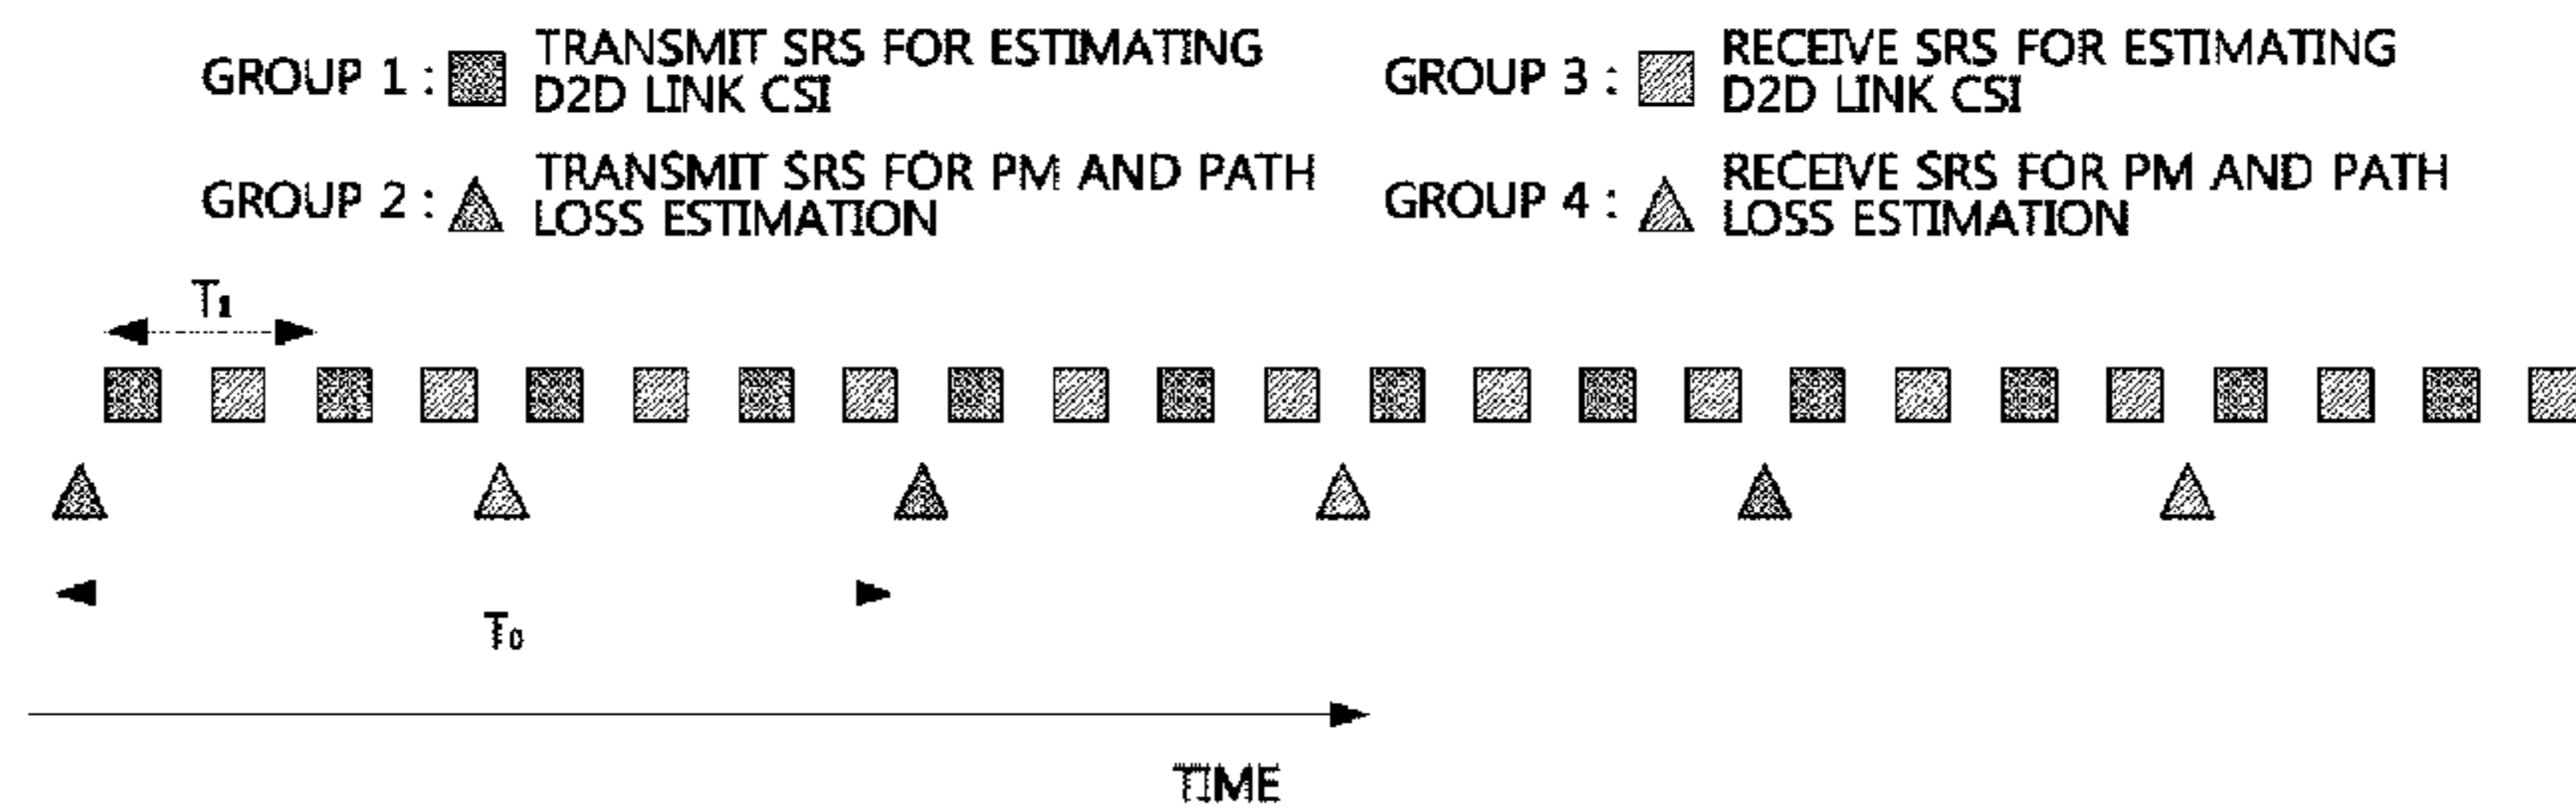 GROUP 1 : TRANSMIT SRS FOR ESTIMATING
D2D LINK CSI
GROUP 2 : TRANSMIT SRS FOR PM AND PATH
LOSS ESTIMATION
GROUP 3 : RECEIVE SRS FOR ESTIMATING
D2D LINK CSI
GROUP 4 : RECEIVE SRS FOR PM AND PATH
LOSS ESTIMATION
T1
T0
TIME